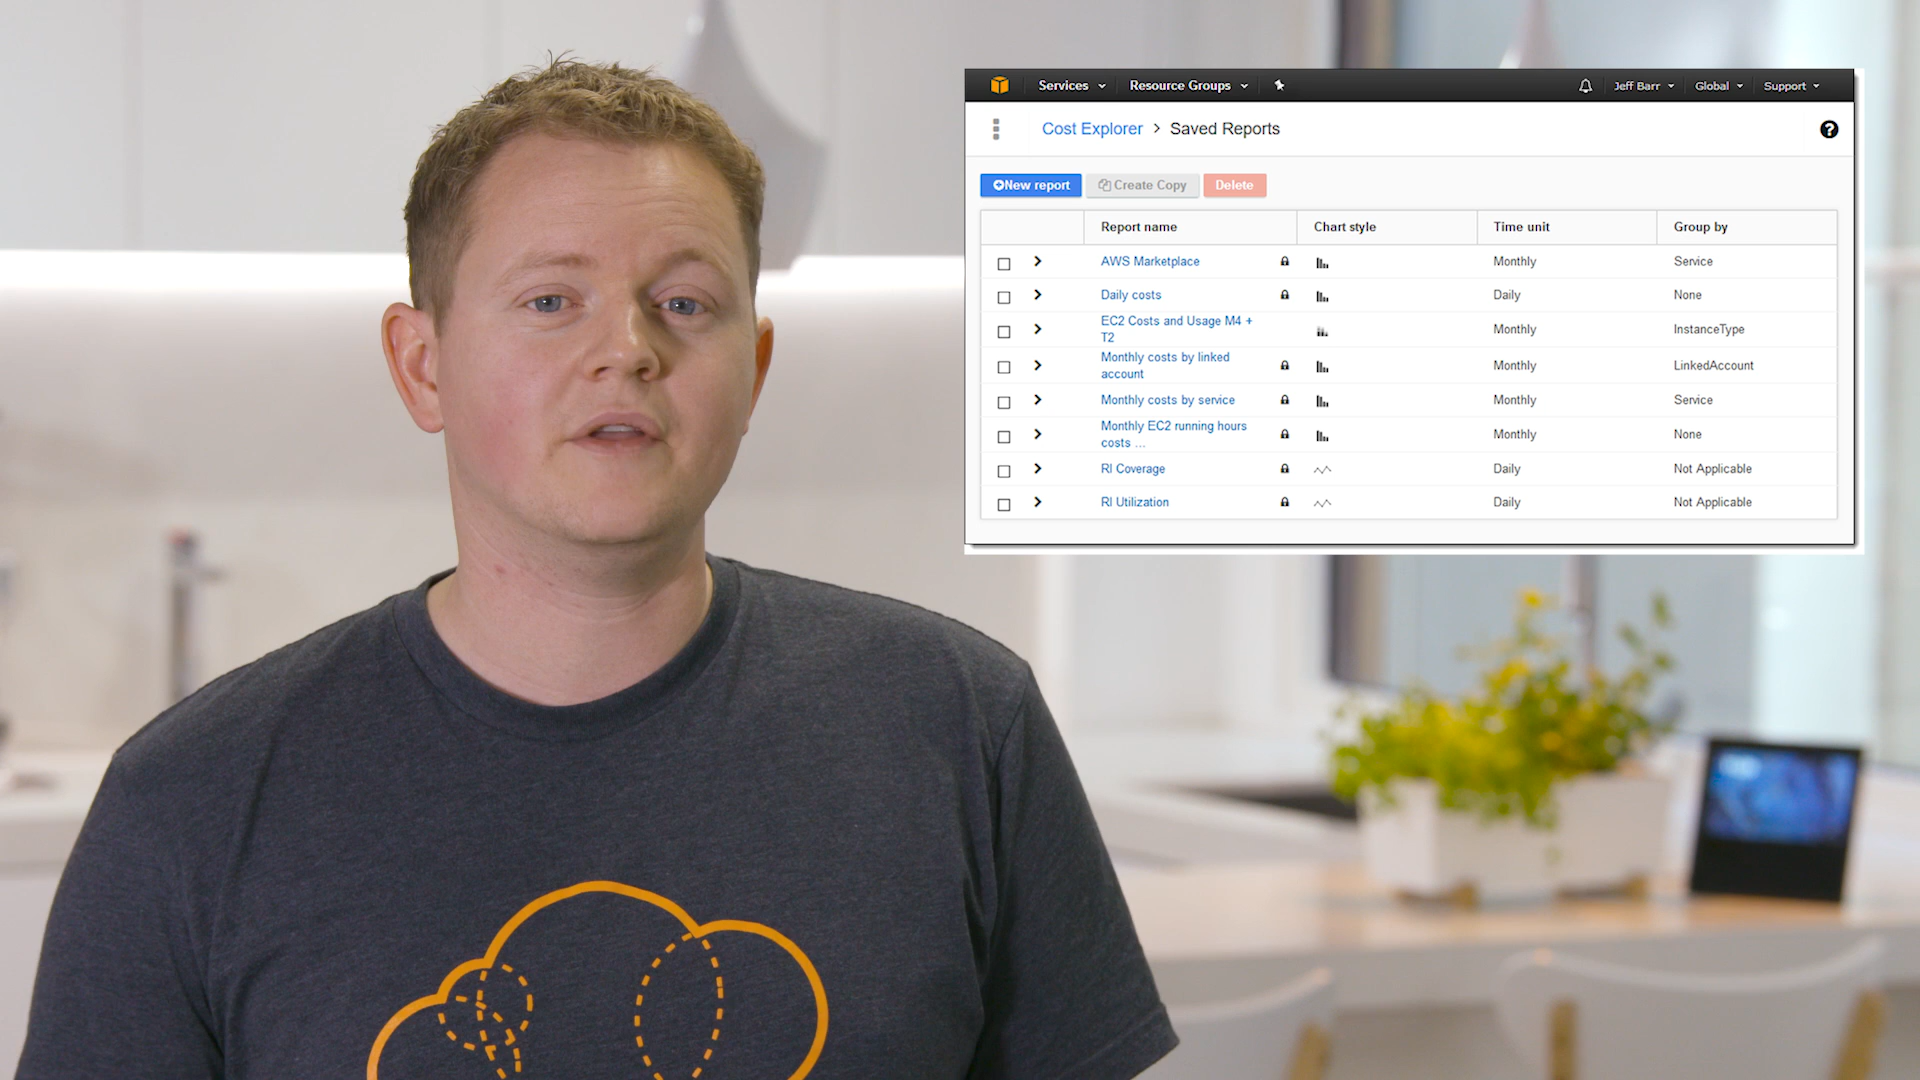 Services Resource Groups Jeff Barr Global Support
Cost Explorer > Saved Reports
New report Create Copy Delete
Report name Chart style Time unit Group by
AWS Marketplace Monthly Service
Daily costs Daily None
EC2 Costs and Usage M4 +
T2 Monthly InstanceType
Monthly costs by linked
account Monthly LinkedAccount
Monthly costs by service Monthly Service
Monthly EC2 running hours
costs ... Monthly None
RI Coverage Daily Not Applicable
RI Utilization Daily Not Applicable